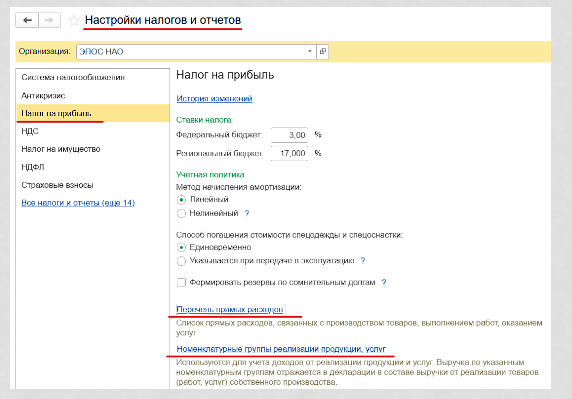 Настройки налогов и отчетов
Организация: ЭПОС НАО
Система налогообложения
Антикризис
Налог на прибыль
НДС
Налог на имущество
НДФЛ
Страховые взносы
Все налоги и отчеты (еще 14)
Налог на прибыль
История изменений
Ставки налога
Федеральный бюджет: 3,00 %
Региональный бюджет 17,000 %
Учетная политика
Метод начисления амортизации:
Линейный
Нелинейный ?
Способ погашения стоимости спецодежды и спецоснастки:
Единовременно
Указывается при передаче в эксплуатацию ?
Формировать резервы по сомнительным долгам ?
Перечень прямых расходов
Список прямых расходов, связанных с производством товаров, выполнением работ, оказанием
услуг
Номенклатурные группы реализации продукции, услуг
Используются для учета доходов от реализации продукции и услуг. Выручка по указанным
номенклатурным группам отражается в декларации в составе выручки от реализации товаров
(работ, услуг) собственного производства.